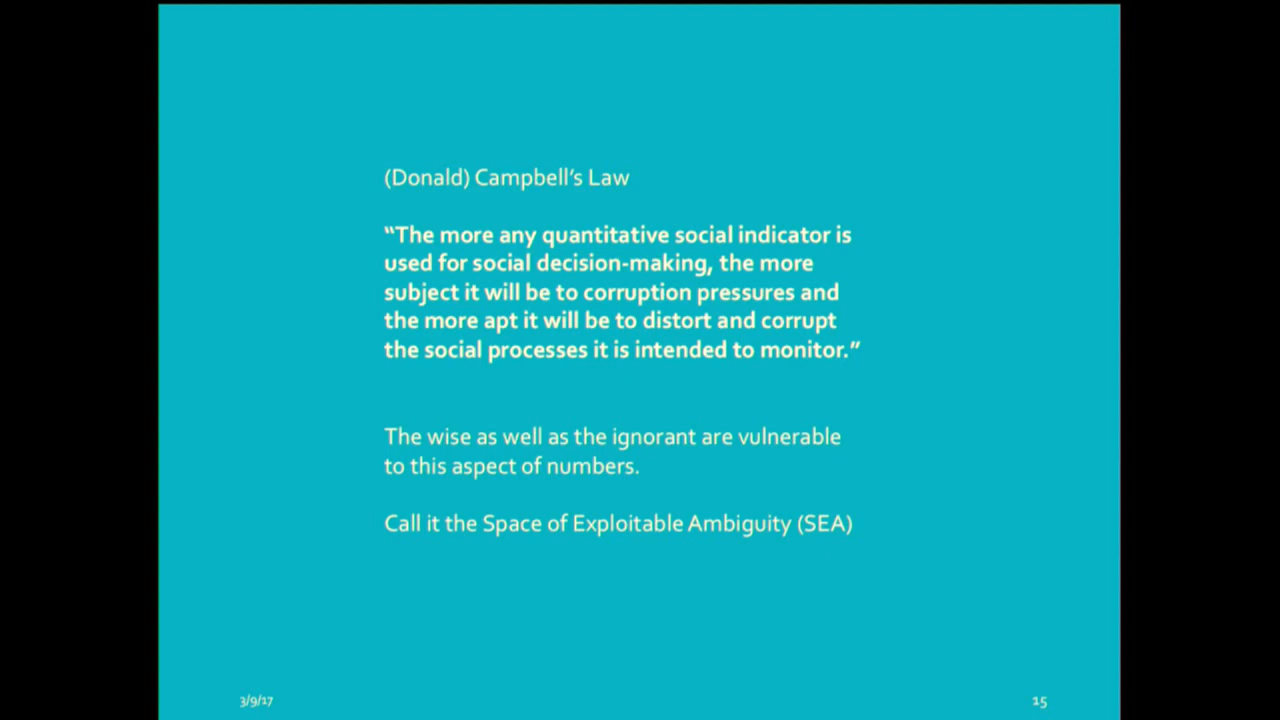 (Donald) Campbell’s Law
“The more any quantitative social indicator is
used for social decision-making, the more
subject it will be to corruption pressures and
the more apt it will be to distort and corrupt
the social processes it is intended to monitor.”
The wise as well as the ignorant are vulnerable
to this aspect of numbers.
Call it the Space of Exploitable Ambiguity (SEA)
3/9/17
15